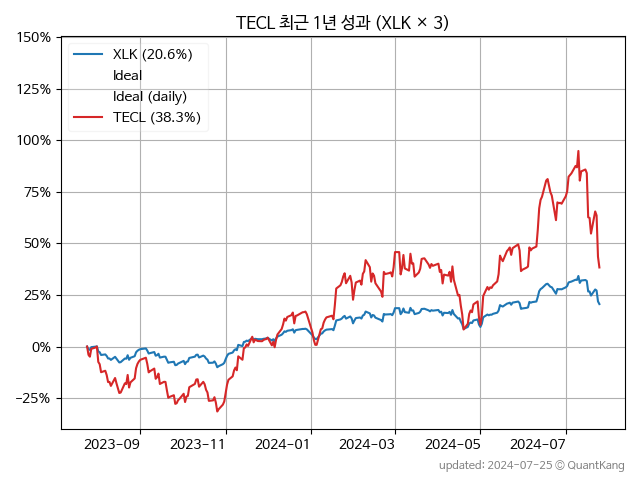 TECL 최근 1년 성과 (XLK × 3)
150%
125%
100%
75%
50%
25%
0%
−25%
XLK (20.6%)
Ideal
Ideal (daily)
TECL (38.3%)
2023−09
2023−11
2024−01
2024−03
2024−05
2024−07
updated: 2024−07−25 © QuantKang